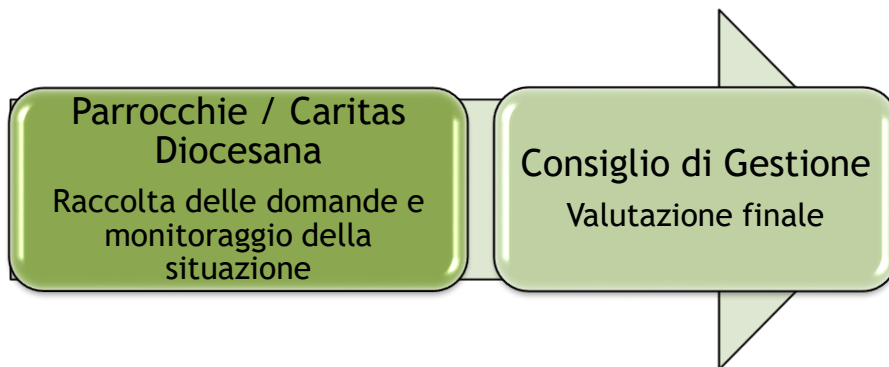 Parrocchie / Caritas
Diocesana
Raccolta delle domande e
monitoraggio della
situazione
Consiglio di Gestione
Valutazione finale